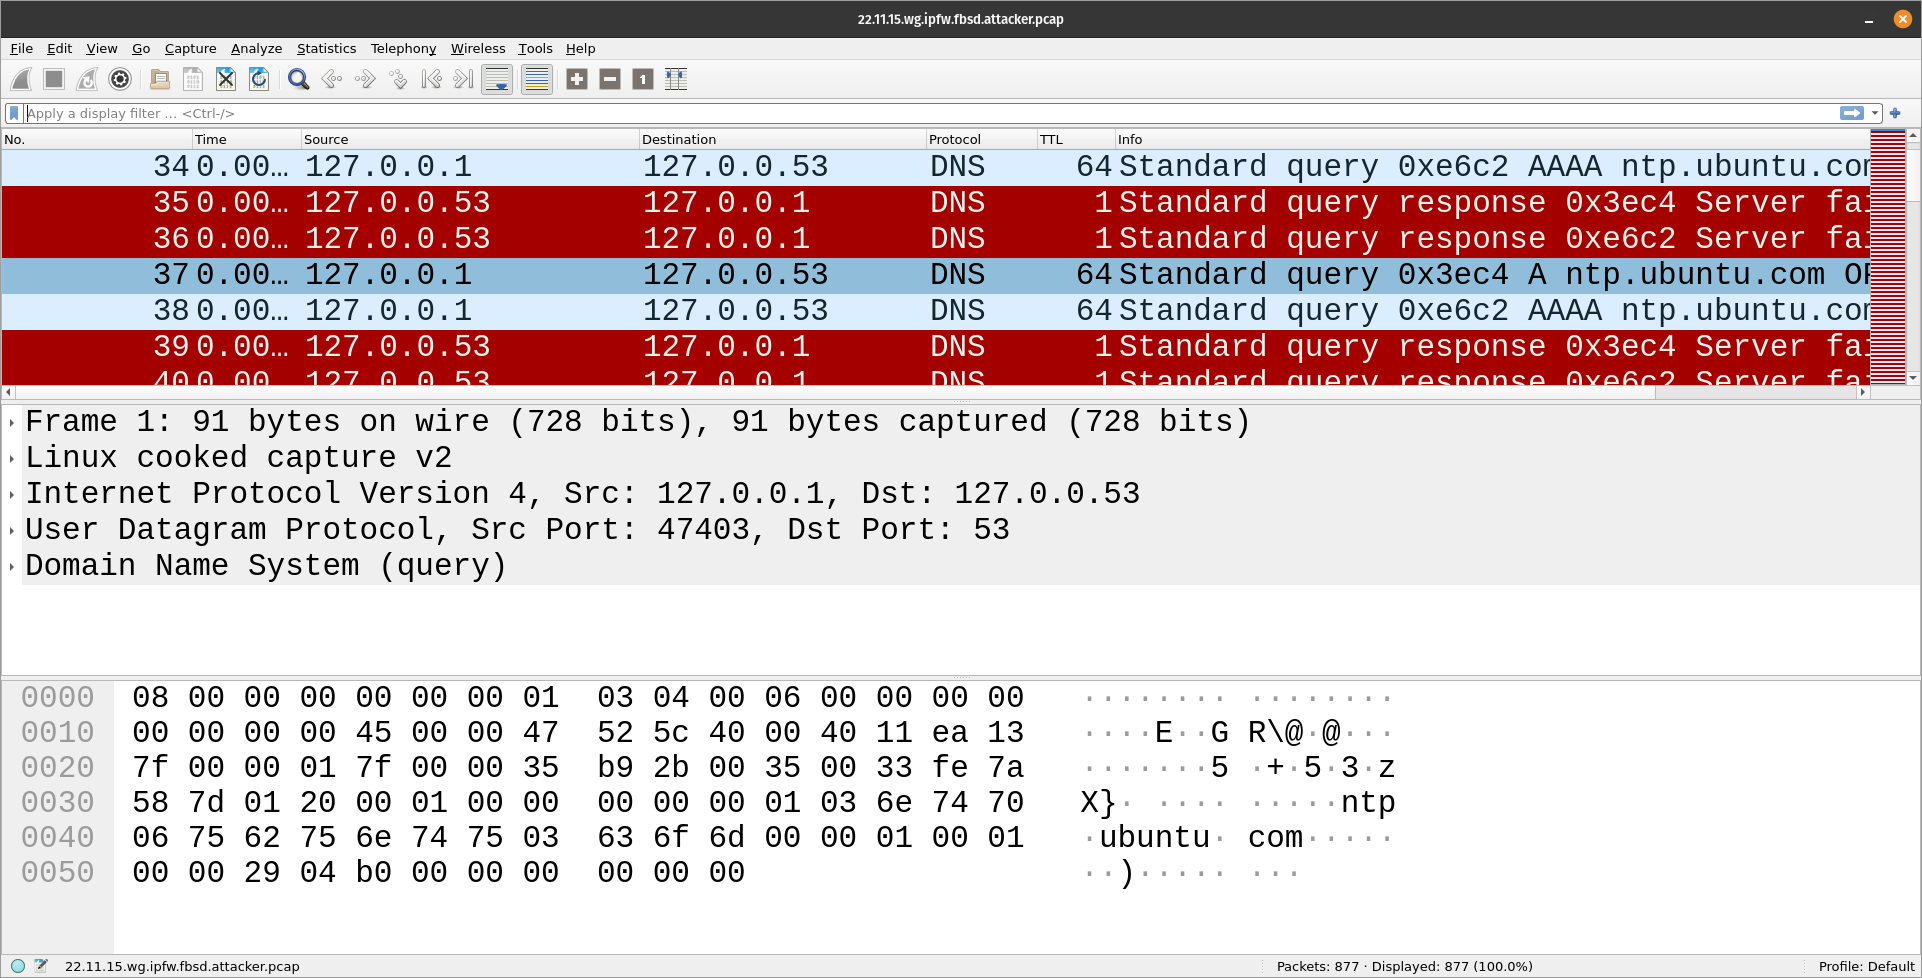 22.11.15.wg.ipfw.fbsd.attacker.pcap
File Edit View Go Capture Analyze Statistics Telephony Wireless Tools Help
Apply a display filter … <Ctrl-/>
No. Time Source Destination Protocol TTL Info
34 0.00… 127.0.0.1 127.0.0.53 DNS 64 Standard query 0xe6c2 AAAA ntp.ubuntu.com
35 0.00… 127.0.0.53 127.0.0.1 DNS 1 Standard query response 0x3ec4 Server fai
36 0.00… 127.0.0.53 127.0.0.1 DNS 1 Standard query response 0xe6c2 Server fai
37 0.00… 127.0.0.1 127.0.0.53 DNS 64 Standard query 0x3ec4 A ntp.ubuntu.com OP
38 0.00… 127.0.0.1 127.0.0.53 DNS 64 Standard query 0xe6c2 AAAA ntp.ubuntu.com
39 0.00… 127.0.0.53 127.0.0.1 DNS 1 Standard query response 0x3ec4 Server fai
40 0.00… 127.0.0.53 127.0.0.1 DNS 1 Standard query response 0xe6c2 Server fai
Frame 1: 91 bytes on wire (728 bits), 91 bytes captured (728 bits)
Linux cooked capture v2
Internet Protocol Version 4, Src: 127.0.0.1, Dst: 127.0.0.53
User Datagram Protocol, Src Port: 47403, Dst Port: 53
Domain Name System (query)
0000 08 00 00 00 00 00 00 01 03 04 00 06 00 00 00 00 ········ ········
0010 00 00 00 00 45 00 00 47 52 5c 40 00 40 11 ea 13 ····E··G R\@·@···
0020 7f 00 00 01 7f 00 00 35 b9 2b 00 35 00 33 fe 7a ·······5 ·+·5·3·z
0030 58 7d 01 20 00 01 00 00 00 00 00 01 03 6e 74 70 X}· ···· ·····ntp
0040 06 75 62 75 6e 74 75 03 63 6f 6d 00 00 01 00 01 ·ubuntu· com·····
0050 00 00 29 04 b0 00 00 00 00 00 00 ··)····· ···
22.11.15.wg.ipfw.fbsd.attacker.pcap Packets: 877 · Displayed: 877 (100.0%) Profile: Default